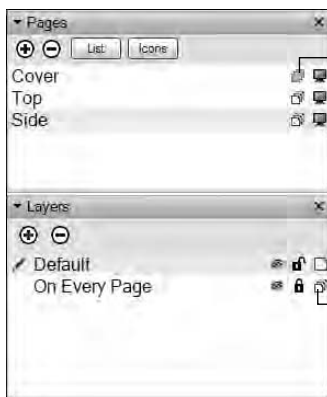 Pages
List Icons
Cover
Top
Side
Layers
Default
On Every Page